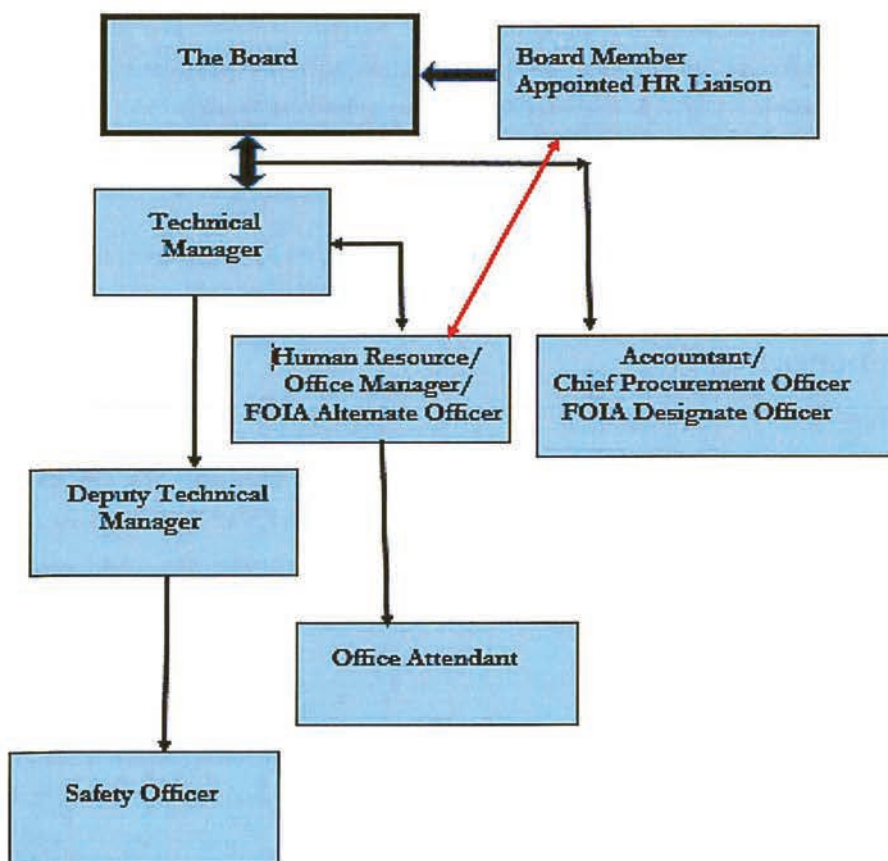 The Board
Board Member
Appointed HR Liaison
Technical
Manager
Human Resource/
Office Manager/
FOIA Alternate Officer
Accountant/
Chief Procurement Officer
FOIA Designate Officer
Deputy Technical
Manager
Office Attendant
Safety Officer